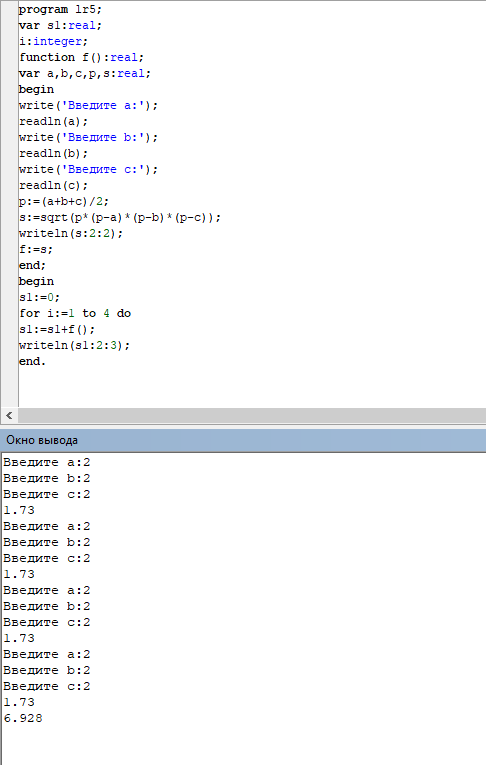 program lr5;
var s1:real;
i:integer;
function f():real;
var a,b,c,p,s:real;
begin
write('Введите a:');
readln(a);
write('Введите b:');
readln(b);
write('Введите c:');
readln(c);
p:=(a+b+c)/2;
s:=sqrt(p*(p-a)*(p-b)*(p-c));
writeln(s:2:2);
f:=s;
end;
begin
s1:=0;
for i:=1 to 4 do
s1:=s1+f();
writeln(s1:2:3);
end.
Окно вывода
Введите a:2
Введите b:2
Введите c:2
1.73
Введите a:2
Введите b:2
Введите c:2
1.73
Введите a:2
Введите b:2
Введите c:2
1.73
Введите a:2
Введите b:2
Введите c:2
1.73
6.928